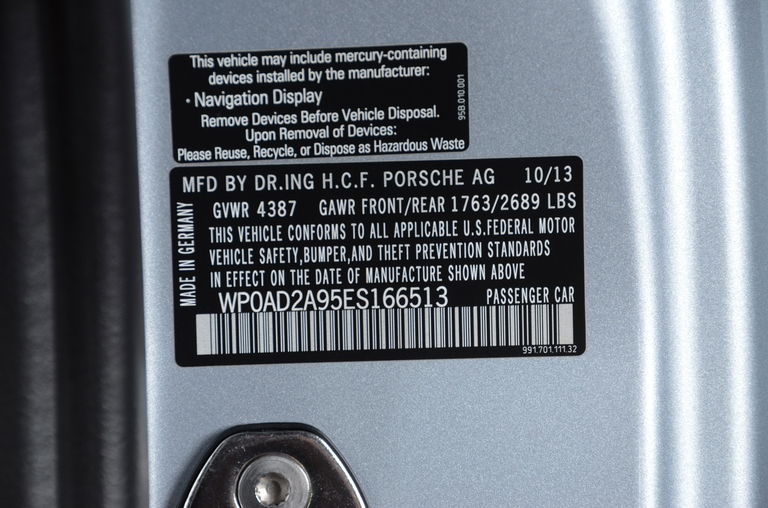 This vehicle may include mercury-containing
devices installed by the manufacturer:
· Navigation Display
Remove Devices Before Vehicle Disposal.
Upon Removal of Devices:
Please Reuse, Recycle, or Dispose as Hazardous Waste
95B.010.001
MFD BY DR.ING H.C.F. PORSCHE AG 10/13
GVWR 4387 GAWR FRONT/REAR 1763/2689 LBS
THIS VEHICLE CONFORMS TO ALL APPLICABLE U.S.FEDERAL MOTOR
VEHICLE SAFETY,BUMPER,AND THEFT PREVENTION STANDARDS
IN EFFECT ON THE DATE OF MANUFACTURE SHOWN ABOVE
MADE IN GERMANY
WP0AD2A95ES166513 PASSENGER CAR
991.701.111.32